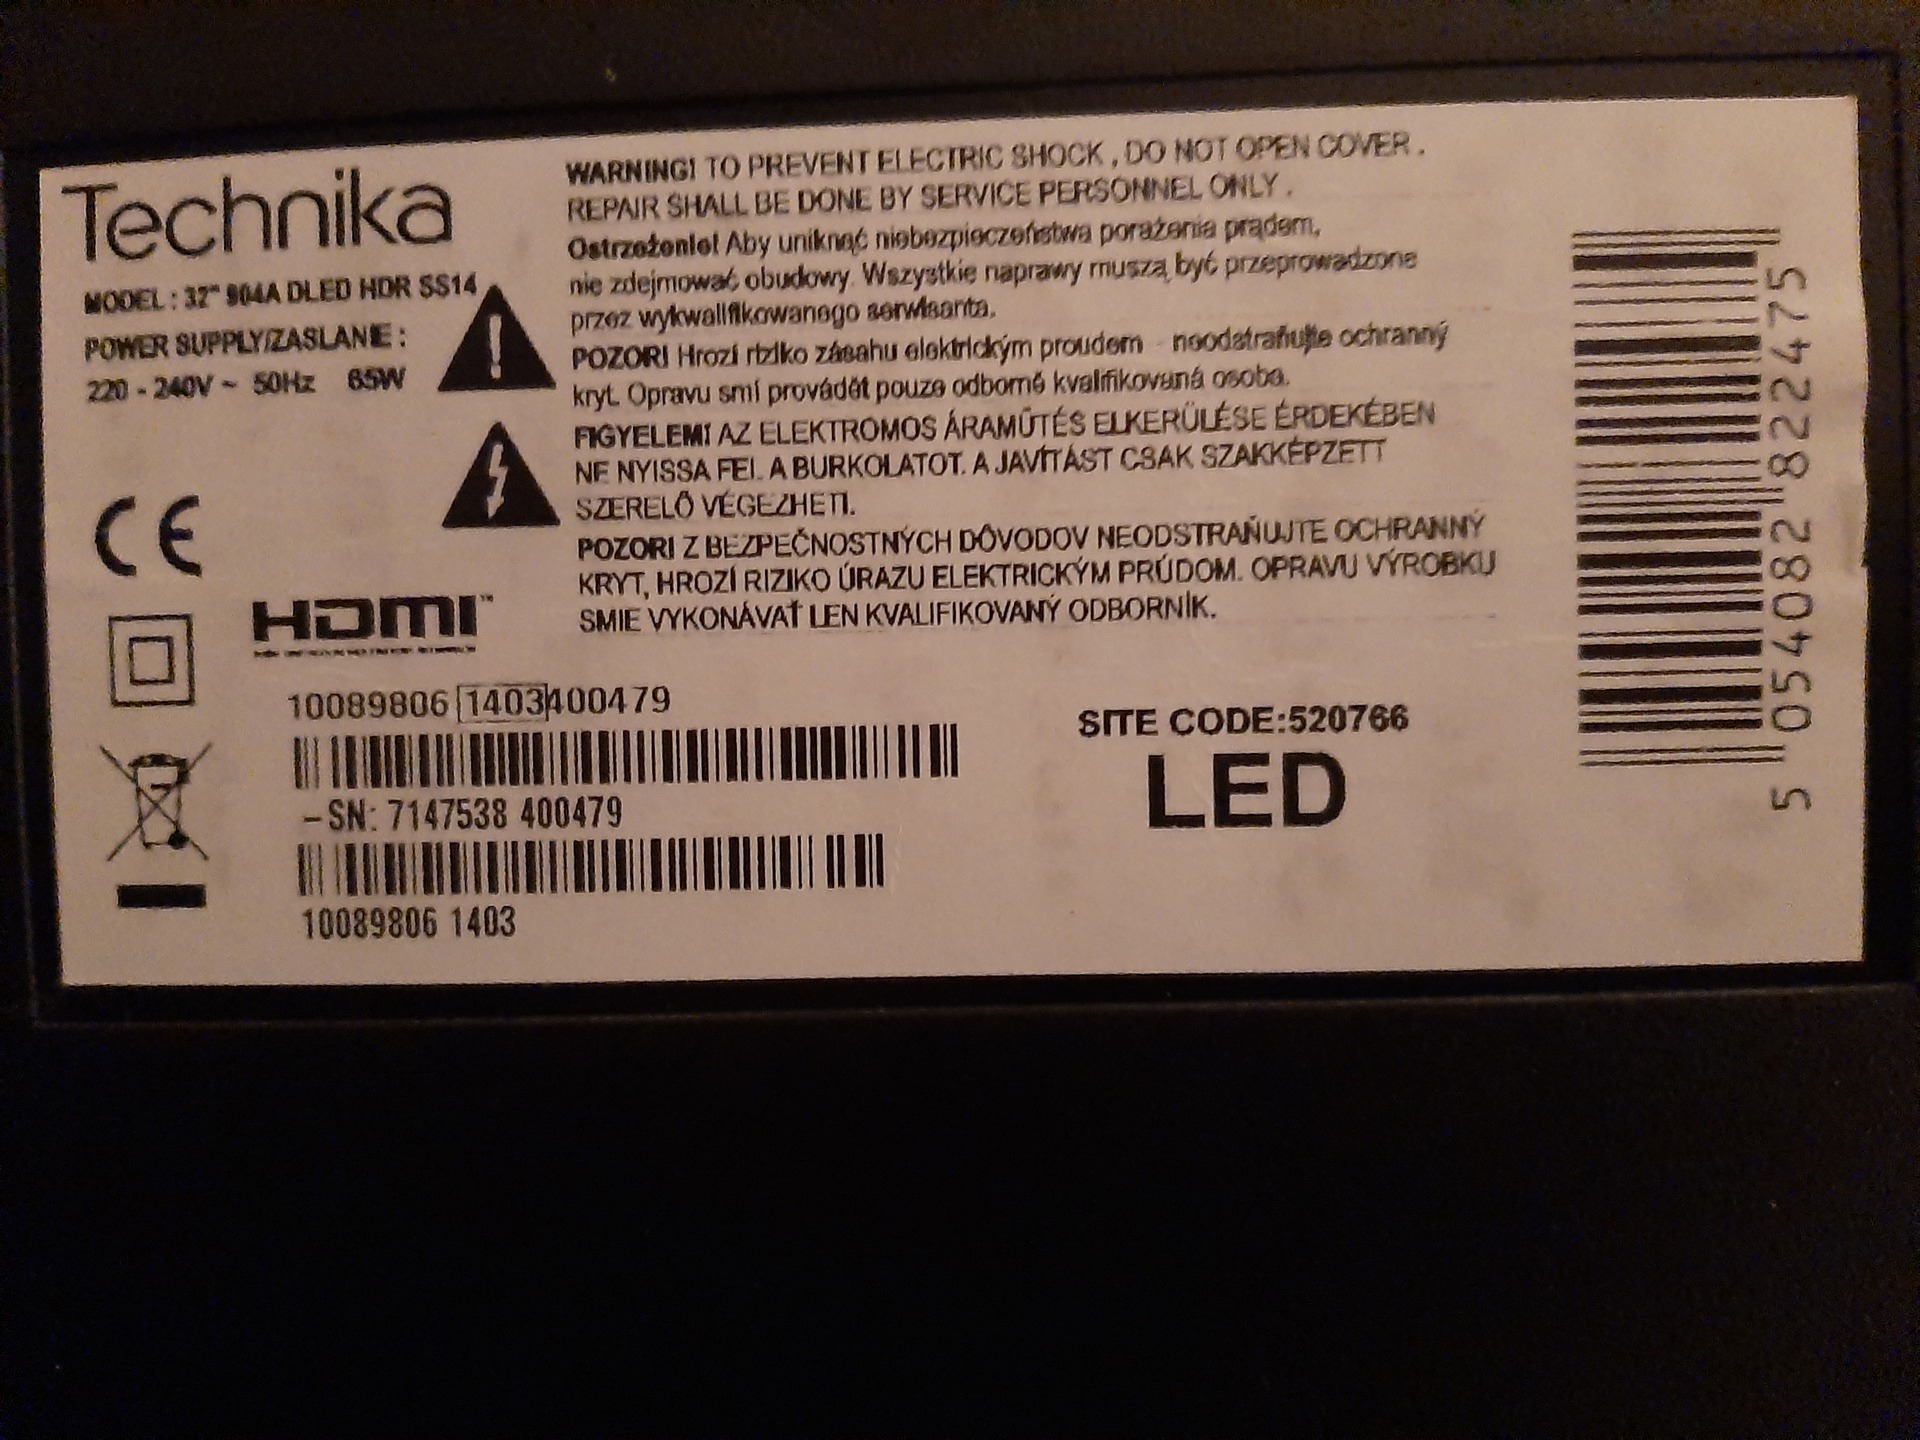 Technika
MODEL : 32" 904A DLED HDR SS14
POWER SUPPLY/ZASLANIE :
220 - 240V ~ 50Hz 65W
WARNING! TO PREVENT ELECTRIC SHOCK , DO NOT OPEN COVER .
REPAIR SHALL BE DONE BY SERVICE PERSONNEL ONLY .
Ostrzeżenie! Aby uniknąć niebezpieczeństwa porażenia prądem,
nie zdejmować obudowy. Wszystkie naprawy muszą być przeprowadzone
przez wykwalifikowanego serwisanta.
POZOR! Hrozí riziko zásahu elektrickým proudem - neodstraňujte ochranný
kryt. Opravu smí provádět pouze odborně kvalifikovaná osoba.
FIGYELEM! AZ ELEKTROMOS ÁRAMŰTÉS ELKERÜLÉSE ÉRDEKÉBEN
NE NYISSA FEL A BURKOLATOT. A JAVÍTÁST CSAK SZAKKÉPZETT
SZERELŐ VÉGEZHETI.
POZOR! Z BEZPEČNOSTNÝCH DÔVODOV NEODSTRAŇUJTE OCHRANNÝ
KRYT, HROZÍ RIZIKO ÚRAZU ELEKTRICKÝM PRÚDOM. OPRAVU VÝROBKU
SMIE VYKONÁVAŤ LEN KVALIFIKOVANÝ ODBORNÍK.
CE
HDMI™
10089806 1403400479
-SN: 7147538 400479
10089806 1403
SITE CODE:520766
LED
5 054082 822475